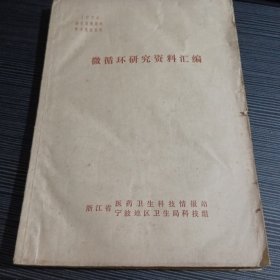 微循环研究资料汇编
浙江省 医药卫生科技情报站
宁波地区卫生局科技组